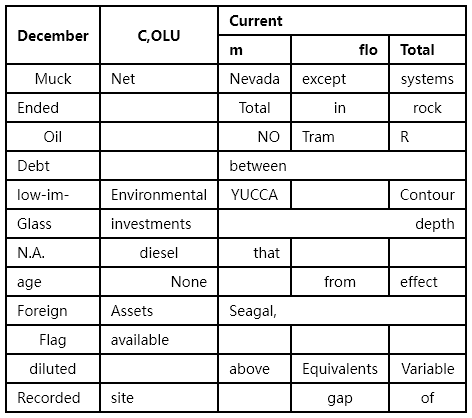 December C,OLU Current
m flo Total
Muck Net Nevada except systems
Ended Total in rock
Oil NO Tram R
Debt between
low-im- Environmental YUCCA Contour
Glass investments depth
N.A. diesel that
age None from effect
Foreign Assets Seagal,
Flag available
diluted above Equivalents Variable
Recorded site gap of